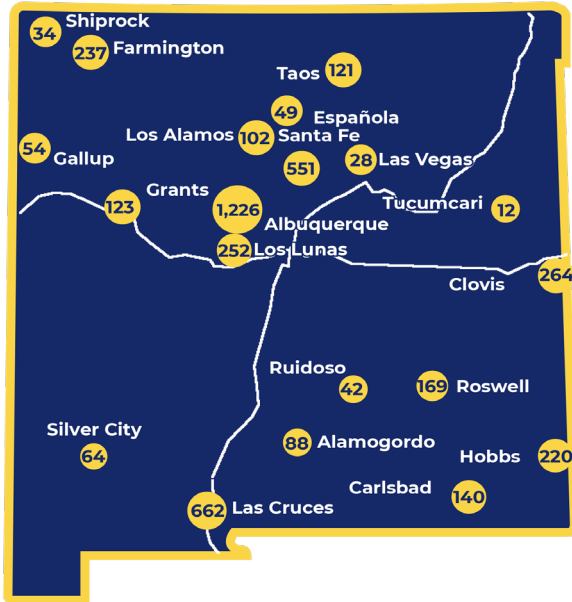 Shiprock
34
Farmington
237
Taos
121
49
Española
Los Alamos
102
Santa Fe
551
54
Gallup
28
Las Vegas
Grants
123
1,226
Albuquerque
Tucumcari
12
252
Los Lunas
264
Clovis
Ruidoso
42
169
Roswell
Silver City
64
88
Alamogordo
Hobbs
220
Carlsbad
140
662
Las Cruces